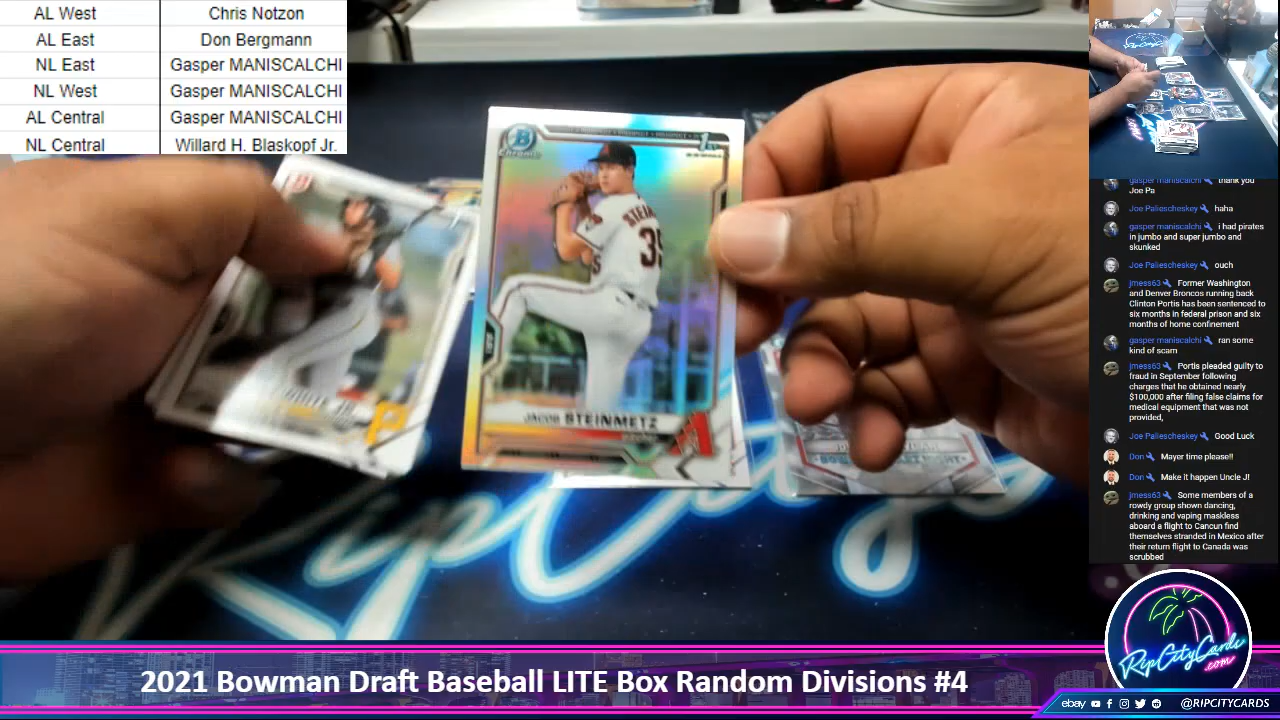 AL West Chris Notzon
AL East Don Bergmann
NL East Gasper MANISCALCHI
NL West Gasper MANISCALCHI
AL Central Gasper MANISCALCHI
NL Central Willard H. Blaskopf Jr.
B
Chrome
1ST
STEIN
35
JACOB STEINMETZ
P
gasper maniscalchi thank you
Joe Pa
Joe Paliescheskey haha
gasper maniscalchi i had pirates
in jumbo and super jumbo and
skunked
Joe Paliescheskey ouch
jmess63 Former Washington
and Denver Broncos running back
Clinton Portis has been sentenced to
six months in federal prison and six
months of home confinement
gasper maniscalchi ran some
kind of scam
jmess63 Portis pleaded guilty to
fraud in September following
charges that he obtained nearly
$100,000 after filing false claims for
medical equipment that was not
provided,
Joe Paliescheskey Good Luck
Don Mayer time please!!
Don Make it happen Uncle J!
jmess63 Some members of a
rowdy group shown dancing,
drinking and vaping maskless
aboard a flight to Cancun find
themselves stranded in Mexico after
their return flight to Canada was
scrubbed
RipCityCards
.com
2021 Bowman Draft Baseball LITE Box Random Divisions #4
ebay @RIPCITYCARDS